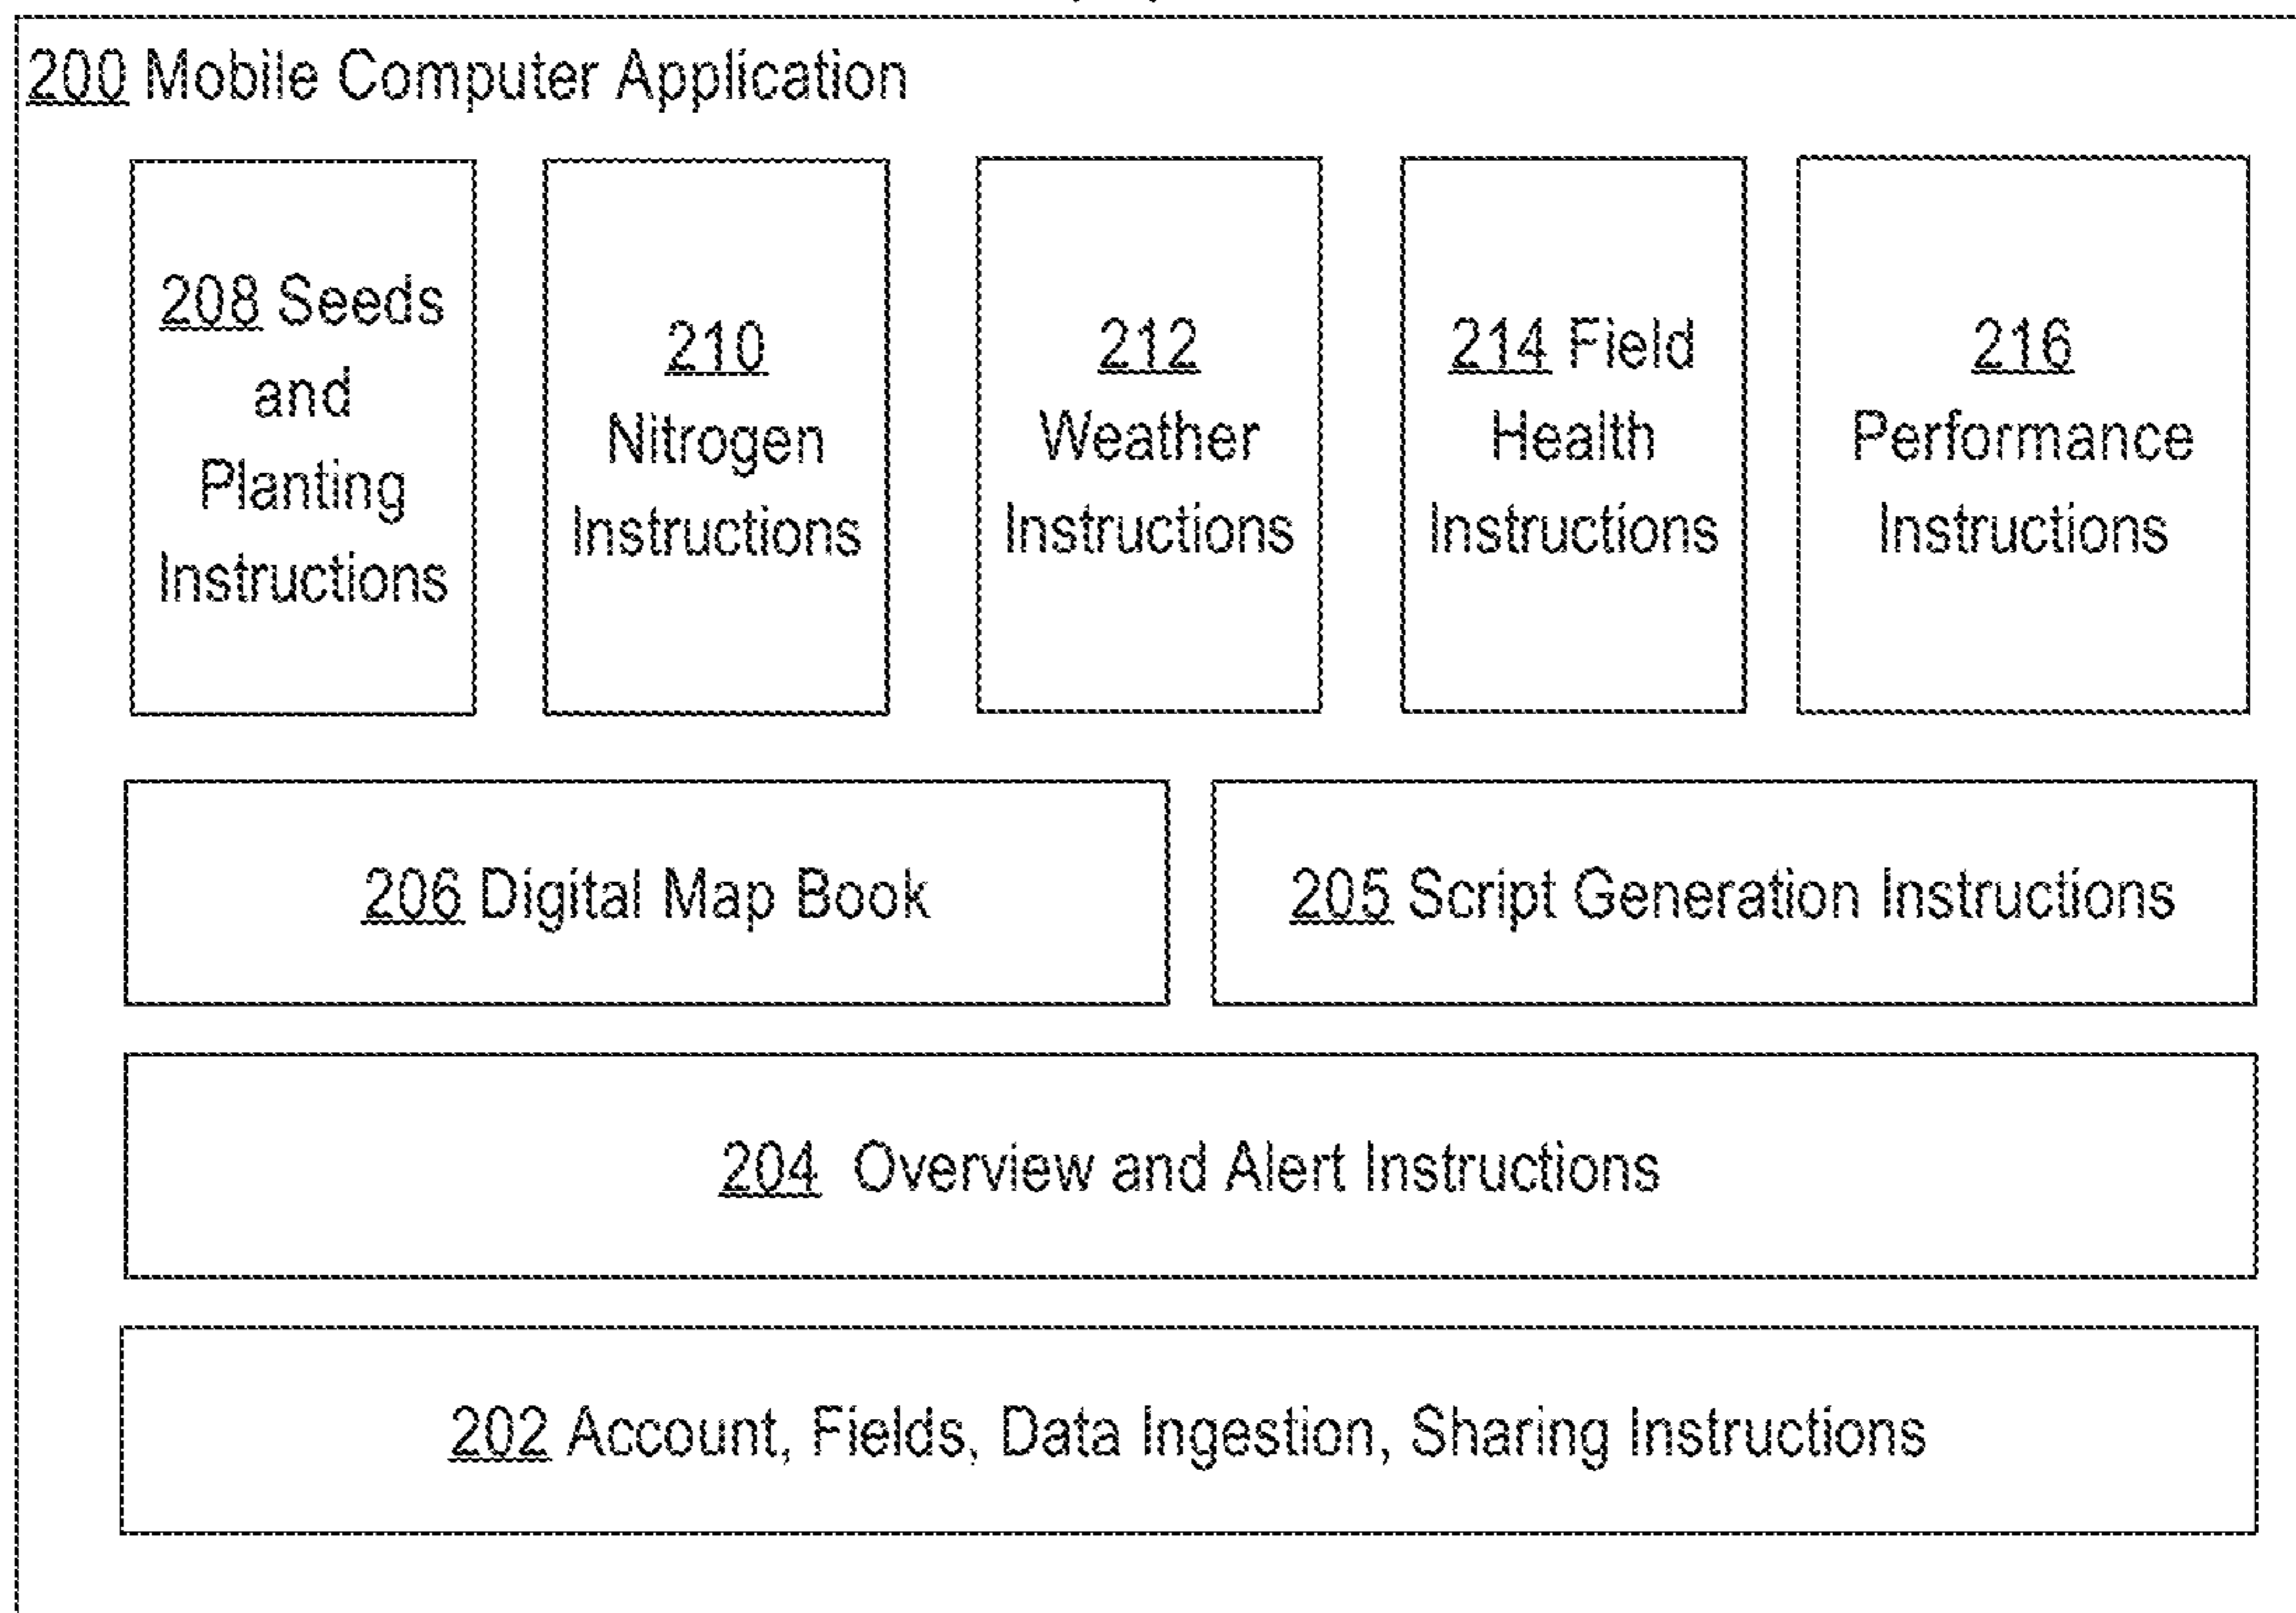 200 Mobile Computer Application
208 Seeds
and
Planting
Instructions
210
Nitrogen
Instructions
212
Weather
Instructions
214 Field
Health
Instructions
216
Performance
Instructions
206 Digital Map Book
205 Script Generation Instructions
204 Overview and Alert Instructions
202 Account, Fields, Data Ingestion, Sharing Instructions